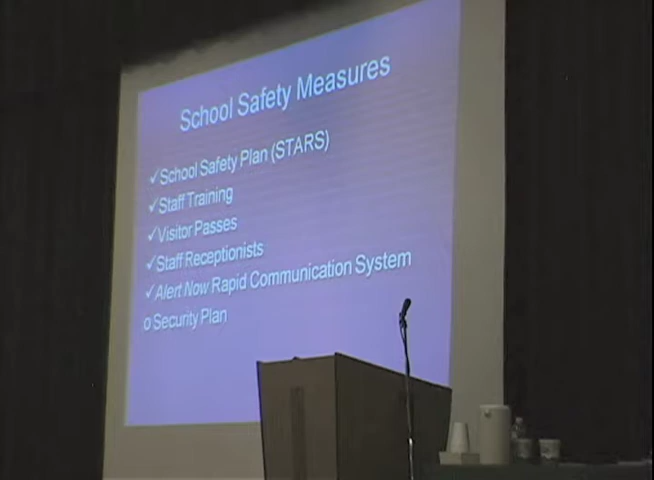 School Safety Measures
✓School Safety Plan (STARS)
✓Staff Training
✓Visitor Passes
✓Staff Receptionists
✓Alert Now Rapid Communication System
o Security Plan